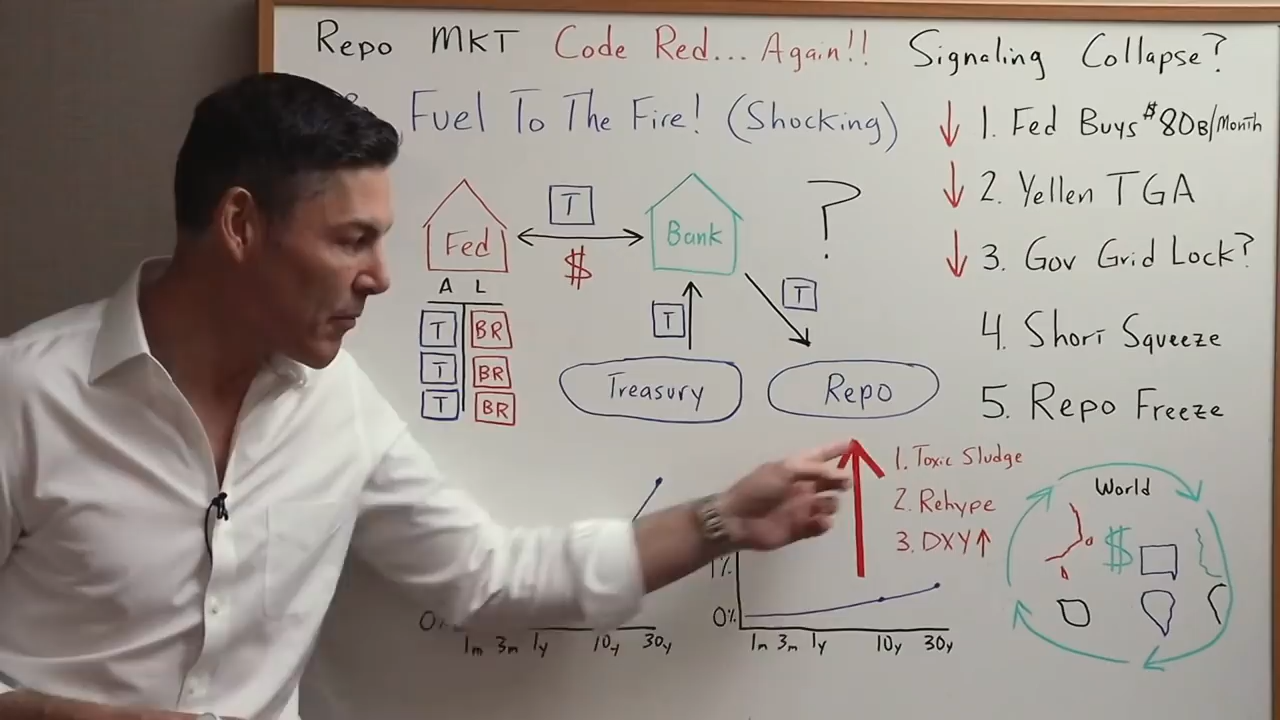 Repo MKT Code Red... Again!! Signaling Collapse?
Fuel To The Fire! (Shocking)
1. Fed Buys $80B/Month
2. Yellen TGA
3. Gov Grid Lock?
4. Short Squeeze
5. Repo Freeze
T
Fed
$
Bank
?
A L
T BR
T BR
T BR
T
T
Treasury
Repo
1. Toxic Sludge
2. Rehype
3. DXY↑
World
$
1m 3m 1y 10y 30y
1%
0%
1m 3m 1y 10y 30y